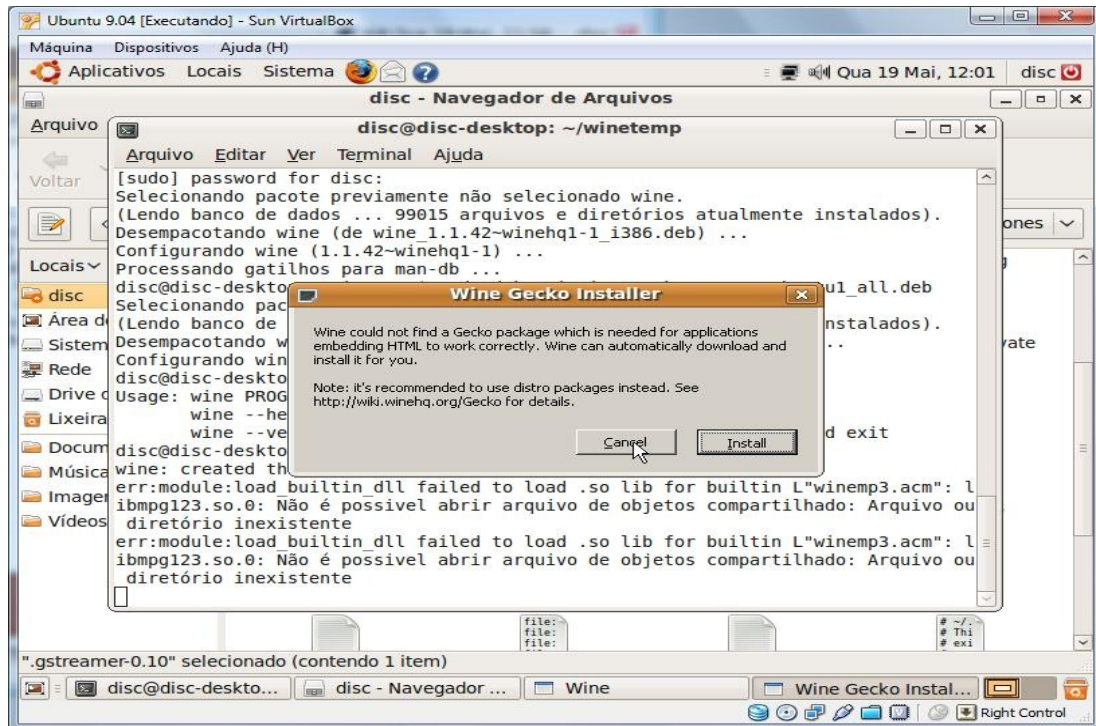 Ubuntu 9.04 [Executando] - Sun VirtualBox
Máquina Dispositivos Ajuda (H)
Aplicativos Locais Sistema Qua 19 Mai, 12:01 disc
disc - Navegador de Arquivos
Arquivo
Voltar
ones
Locais
disc
Área d
Sistem
Rede
Drive
Lixeira
Docum
Música
Image
Vídeos
vate
disc@disc-desktop: ~/winetemp
Arquivo Editar Ver Terminal Ajuda
[sudo] password for disc:
Selecionando pacote previamente não selecionado wine.
(Lendo banco de dados ... 99015 arquivos e diretórios atualmente instalados).
Desempacotando wine (de wine_1.1.42~winehq1-1_i386.deb) ...
Configurando wine (1.1.42~winehq1-1) ...
Processando gatilhos para man-db ...
disc@disc-deskto u1_all.deb
Selecionando pac
(Lendo banco de nstalados).
Desempacotando w ..
Configurando win
disc@disc-deskto
Usage: wine PROG
wine --he
wine --ve d exit
disc@disc-deskto
wine: created th
err:module:load_builtin_dll failed to load .so lib for builtin L"winemp3.acm": l
ibmpg123.so.0: Não é possivel abrir arquivo de objetos compartilhado: Arquivo ou
diretório inexistente
err:module:load_builtin_dll failed to load .so lib for builtin L"winemp3.acm": l
ibmpg123.so.0: Não é possivel abrir arquivo de objetos compartilhado: Arquivo ou
diretório inexistente
Wine Gecko Installer
Wine could not find a Gecko package which is needed for applications
embedding HTML to work correctly. Wine can automatically download and
install it for you.
Note: it's recommended to use distro packages instead. See
http://wiki.winehq.org/Gecko for details.
Cancel Install
file: # ~/.
file: # Thi
file: # exi
".gstreamer-0.10" selecionado (contendo 1 item)
disc@disc-deskto... disc - Navegador ... Wine Wine Gecko Instal...
Right Control